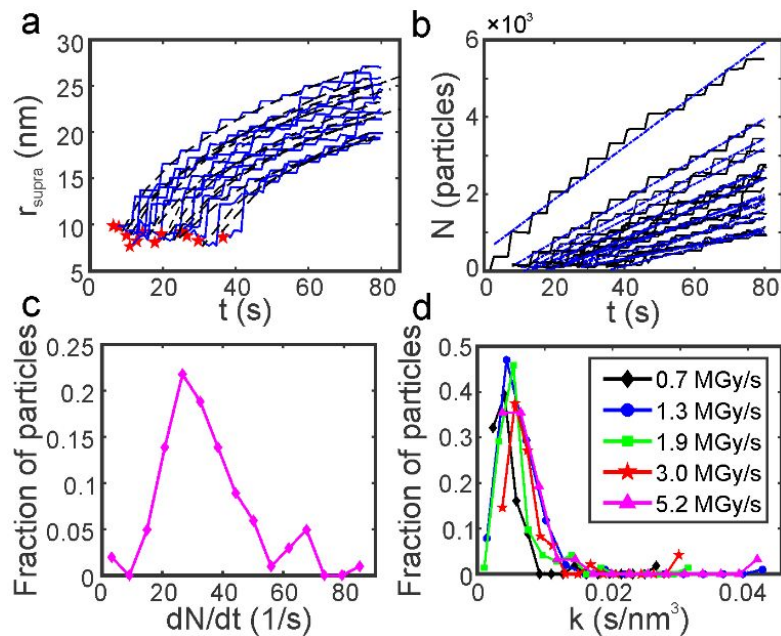 a
30
25
20
15
10
5
r_supra (nm)
0 20 40 60 80
t (s)
b
×10³
6
4
2
0
N (particles)
0 20 40 60 80
t (s)
c
0.25
0.2
0.15
0.1
0.05
0
Fraction of particles
0 20 40 60 80
dN/dt (1/s)
d
0.5
0.4
0.3
0.2
0.1
0
Fraction of particles
0.7 MGy/s
1.3 MGy/s
1.9 MGy/s
3.0 MGy/s
5.2 MGy/s
0 0.02 0.04
k (s/nm³)